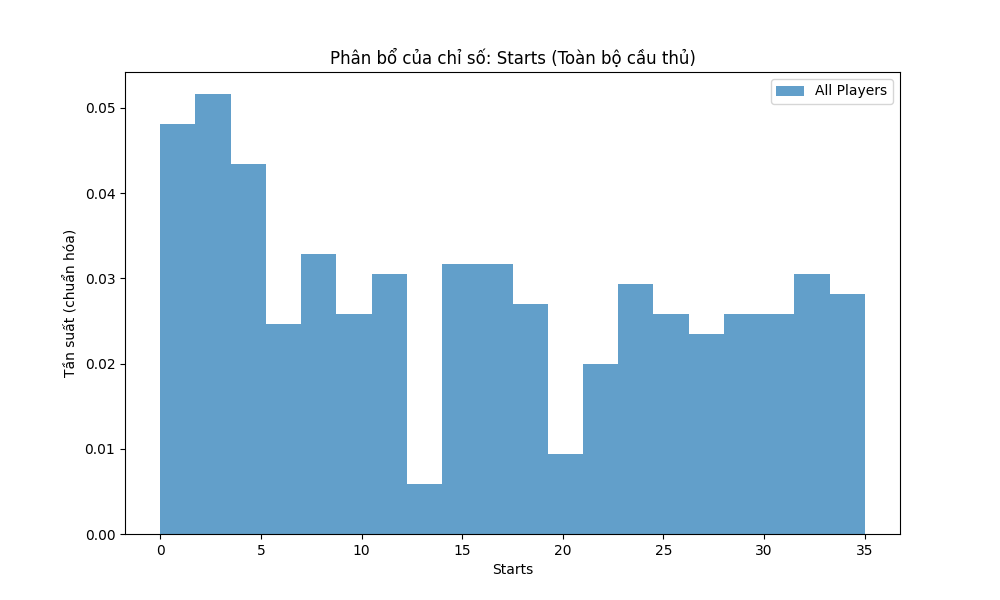 Phân bổ của chỉ số: Starts (Toàn bộ cầu thủ)
All Players
Tần suất (chuẩn hóa)
0.05
0.04
0.03
0.02
0.01
0.00
0 5 10 15 20 25 30 35
Starts